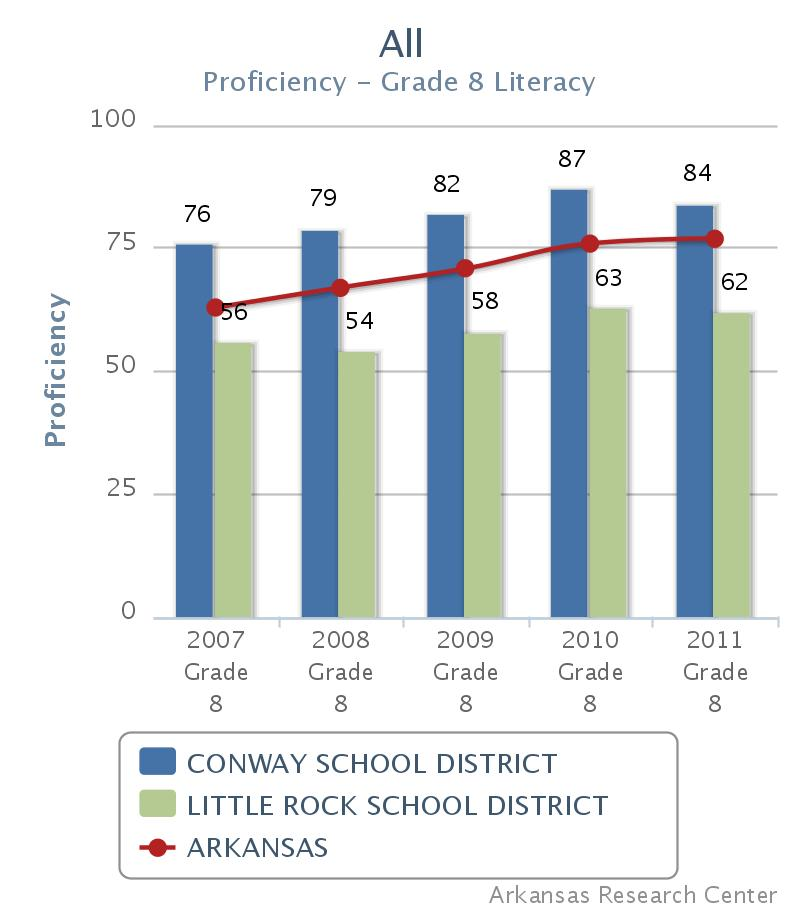 All
Proficiency – Grade 8 Literacy
Proficiency
100
75
50
25
0
76
79
82
87
84
56
54
58
63
62
2007 2008 2009 2010 2011
Grade Grade Grade Grade Grade
8 8 8 8 8
CONWAY SCHOOL DISTRICT
LITTLE ROCK SCHOOL DISTRICT
ARKANSAS
Arkansas Research Center